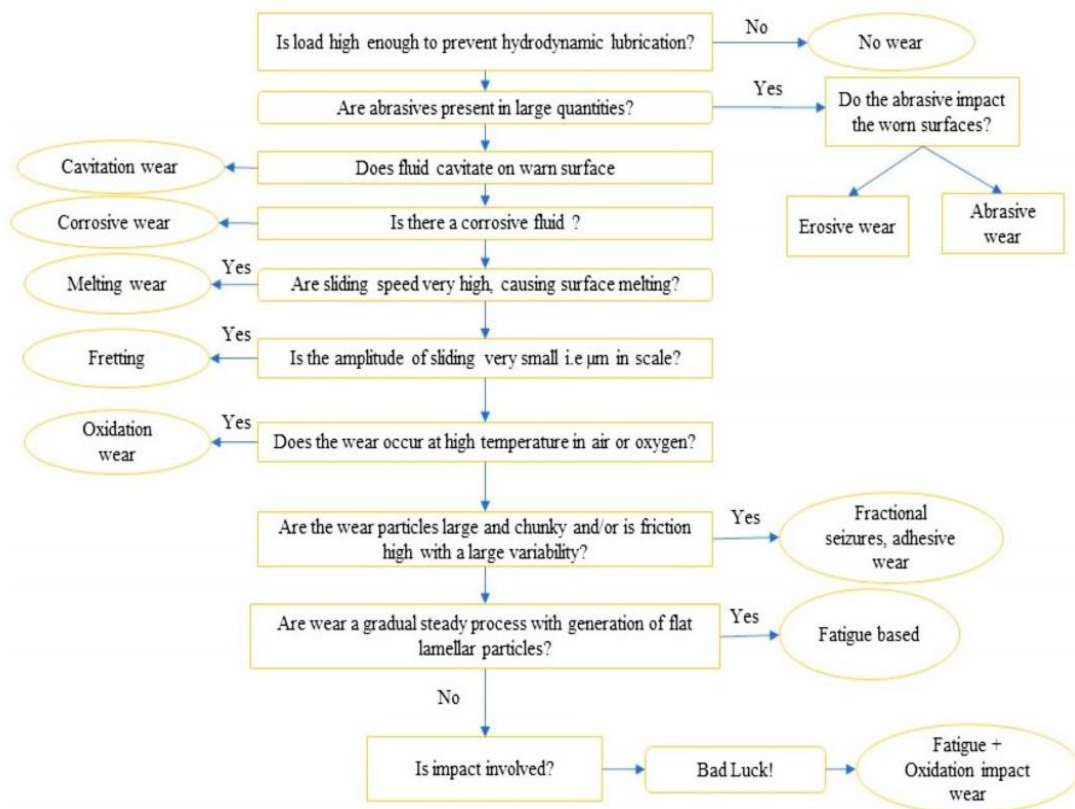 Is load high enough to prevent hydrodynamic lubrication?
No
No wear
Are abrasives present in large quantities?
Yes
Do the abrasive impact
the worn surfaces?
Cavitation wear
Does fluid cavitate on warn surface
Erosive wear
Abrasive
wear
Corrosive wear
Is there a corrosive fluid ?
Melting wear
Yes
Are sliding speed very high, causing surface melting?
Fretting
Yes
Is the amplitude of sliding very small i.e μm in scale?
Oxidation
wear
Yes
Does the wear occur at high temperature in air or oxygen?
Are the wear particles large and chunky and/or is friction
high with a large variability?
Yes
Fractional
seizures, adhesive
wear
Are wear a gradual steady process with generation of flat
lamellar particles?
Yes
Fatigue based
No
Is impact involved?
Bad Luck!
Fatigue +
Oxidation impact
wear